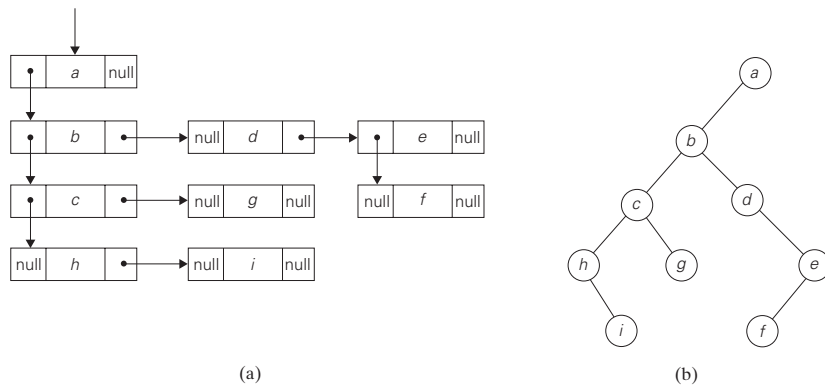 a null
b null d e null
c null g null null f null
null h null i null
(a)
a
b
c d
h g e
i f
(b)